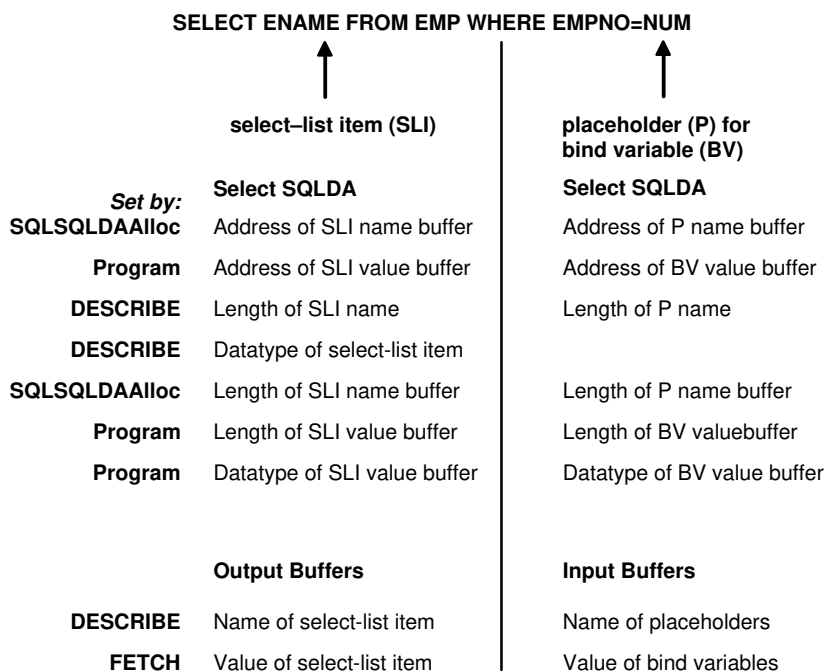 SELECT ENAME FROM EMP WHERE EMPNO=NUM
select–list item (SLI)
placeholder (P) for
bind variable (BV)
Set by:
Select SQLDA
Select SQLDA
SQLSQLDAAlloc Address of SLI name buffer Address of P name buffer
Program Address of SLI value buffer Address of BV value buffer
DESCRIBE Length of SLI name Length of P name
DESCRIBE Datatype of select-list item
SQLSQLDAAlloc Length of SLI name buffer Length of P name buffer
Program Length of SLI value buffer Length of BV valuebuffer
Program Datatype of SLI value buffer Datatype of BV value buffer
Output Buffers Input Buffers
DESCRIBE Name of select-list item Name of placeholders
FETCH Value of select-list item Value of bind variables